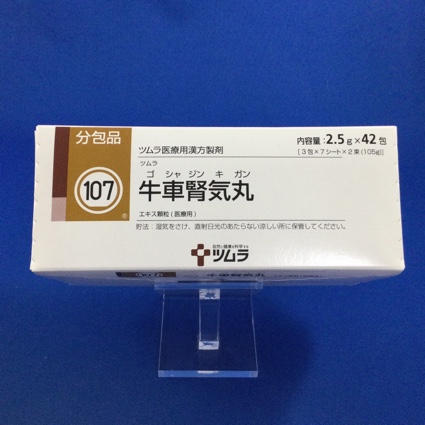 分包品
107
®
ツムラ医療用漢方製剤
ツムラ
ゴシャジンキガン
牛車腎気丸
エキス顆粒(医療用)
貯法:湿気をさけ、直射日光のあたらない涼しい所に保管してください。
内容量:2.5g×42包
[3包×7シート×2束(105g)]
自然と健康を科学する
ツムラ
牛車腎気丸